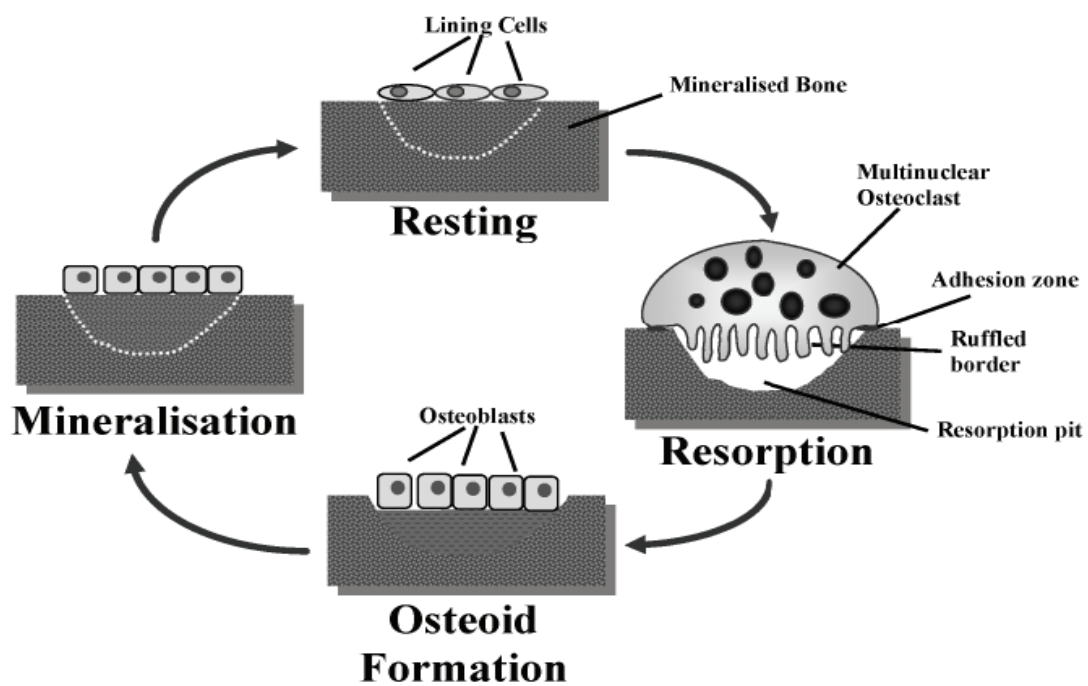 Lining Cells
Mineralised Bone
Resting
Multinuclear
Osteoclast
Adhesion zone
Ruffled
border
Resorption pit
Resorption
Osteoblasts
Osteoid
Formation
Mineralisation